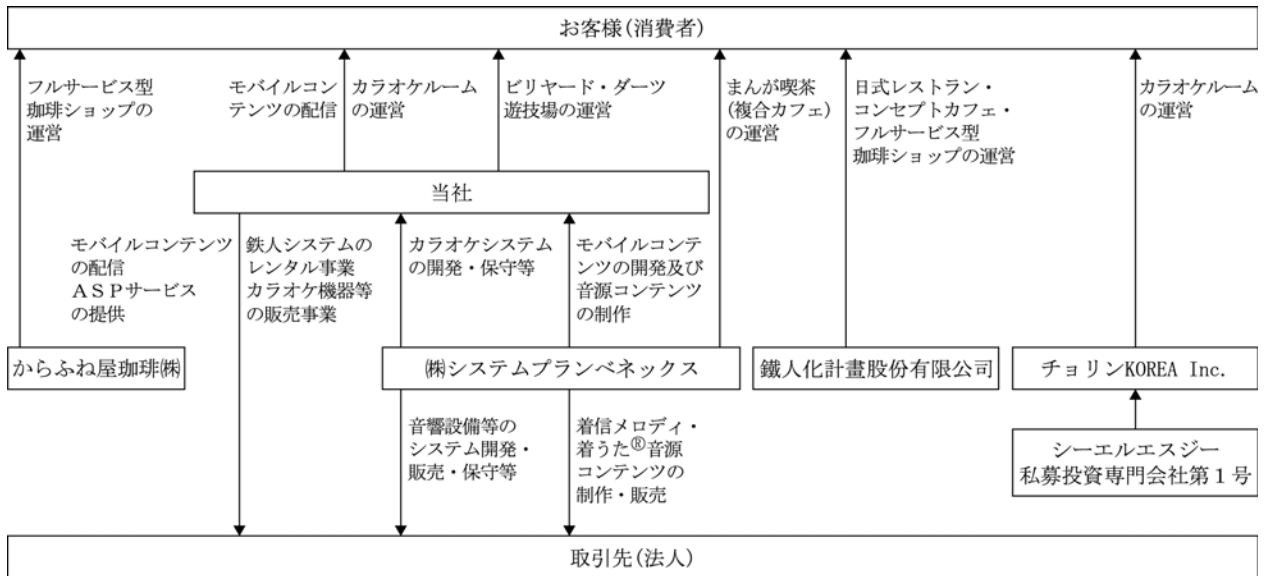 お客様(消費者)
フルサービス型
珈琲ショップの
運営
モバイルコン
テンツの配信
カラオケルーム
の運営
ビリヤード・ダーツ
遊技場の運営
まんが喫茶
(複合カフェ)
の運営
日式レストラン・
コンセプトカフェ・
フルサービス型
珈琲ショップの運営
カラオケルーム
の運営
当社
モバイルコンテンツ
の配信
ASPサービス
の提供
鉄人システムの
レンタル事業
カラオケ機器等
の販売事業
カラオケシステム
の開発・保守等
モバイルコンテ
ンツの開発及び
音源コンテンツ
の制作
からふね屋珈琲㈱
㈱システムプランベネックス
鐵人化計畫股份有限公司
チョリンKOREA Inc.
音響設備等の
システム開発・
販売・保守等
着信メロディ・
着うた®音源
コンテンツの
制作・販売
シーエルエスジー
私募投資専門会社第1号
取引先(法人)